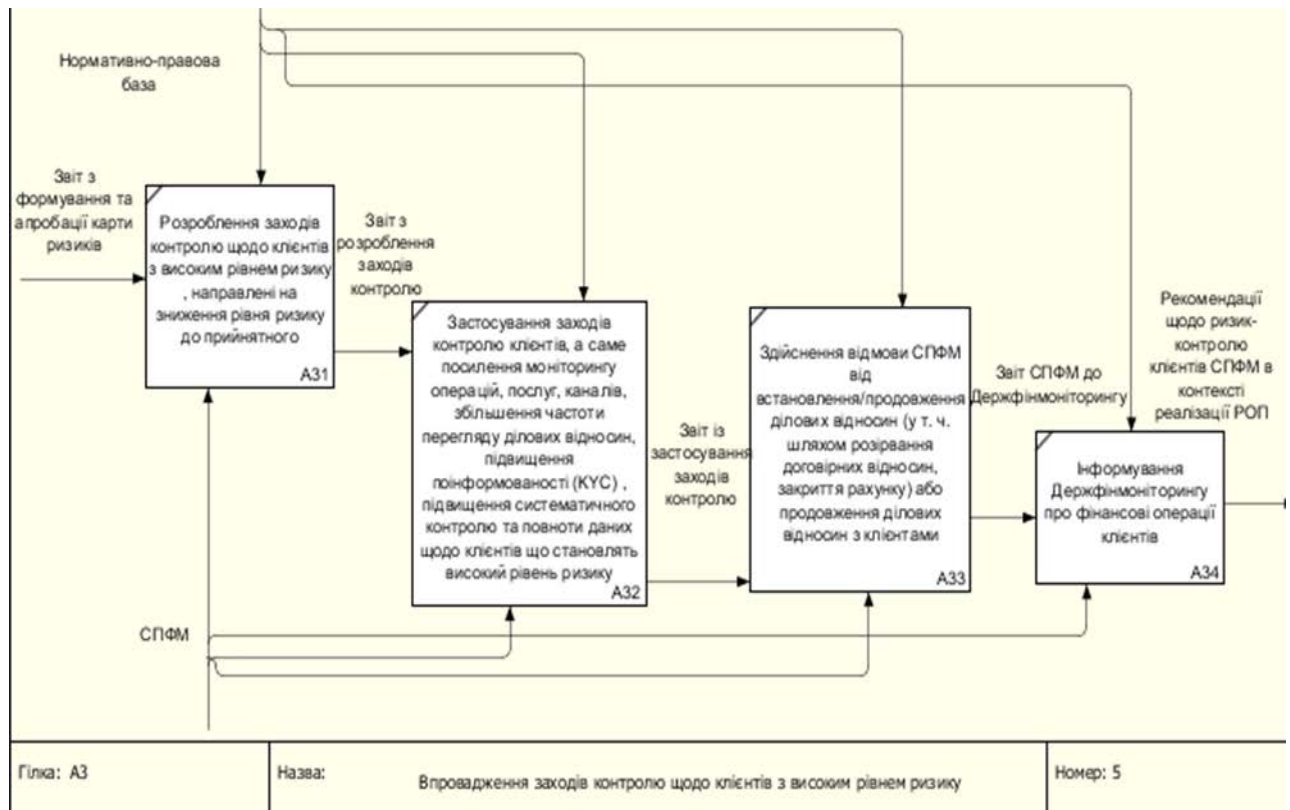 Нормативно-правова
база
Звіт з
формування та
апробації карти
ризиків
Розроблення заходів
контролю щодо клієнтів
з високим рівнем ризику
, направлені на
зниження рівня ризику
до прийнятного
А31
Звіт з
розроблення
заходів
контролю
Застосування заходів
контролю клієнтів, а саме
посилення моніторингу
операцій, послуг, каналів,
збільшення частоти
перегляду ділових відносин,
підвищення
поінформованості (KYC) ,
підвищення систематичного
контролю та повноти даних
щодо клієнтів що становлять
високий рівень ризику
А32
Звіт із
застосування
заходів
контролю
Здійснення відмови СПФМ
від
встановлення/продовження
ділових відносин (у т. ч.
шляхом розірвання
договірних відносин,
закриття рахунку) або
продовження ділових
відносин з клієнтами
А33
Звіт СПФМ до
Держфінмоніторингу
Інформування
Держфінмоніторингу
про фінансові операції
клієнтів
А34
Рекомендації
щодо ризик-
контролю
клієнтів СПФМ в
контексті
реалізації РОП
СПФМ
Гілка: А3
Назва:
Впровадження заходів контролю щодо клієнтів з високим рівнем ризику
Номер: 5